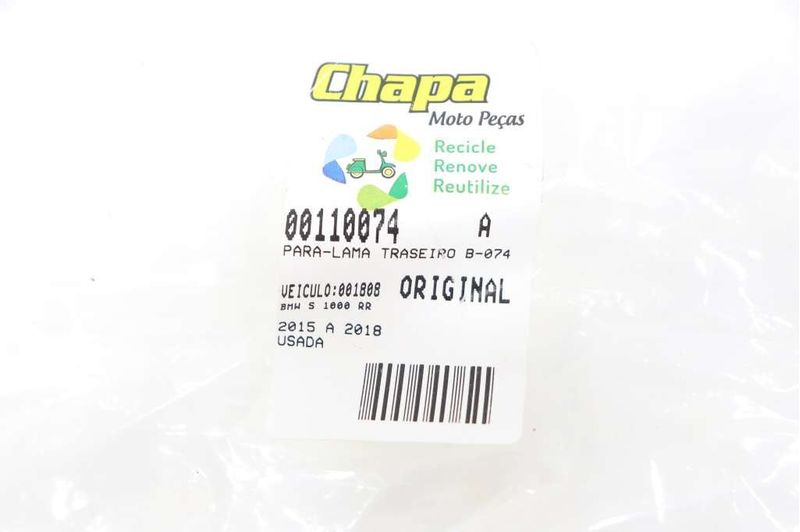 Chapa
Moto Peças
Recicle
Renove
Reutilize
00110074 A
PARA-LAMA TRASEIRO B-074
VEICULO:001808 ORIGINAL
BMW S 1000 RR
2015 A 2018
USADA